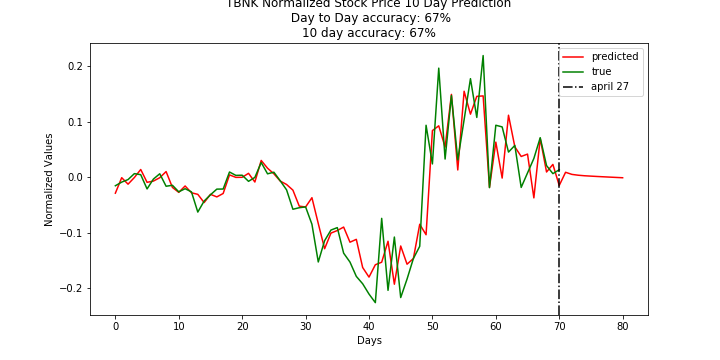 TBNK Normalized Stock Price 10 Day Prediction
Day to Day accuracy: 67%
10 day accuracy: 67%
predicted
true
april 27
Normalized Values
0.2
0.1
0.0
−0.1
−0.2
0 10 20 30 40 50 60 70 80
Days